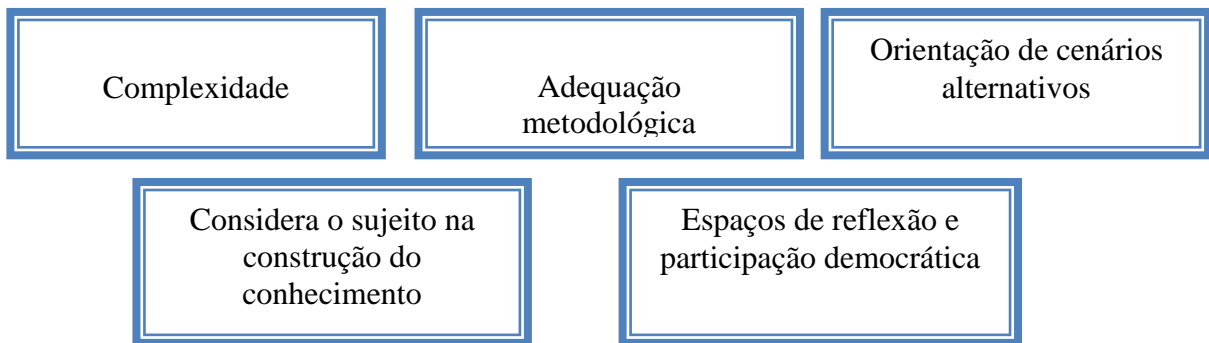 Complexidade
Adequação
metodológica
Orientação de cenários
alternativos
Considera o sujeito na
construção do
conhecimento
Espaços de reflexão e
participação democrática